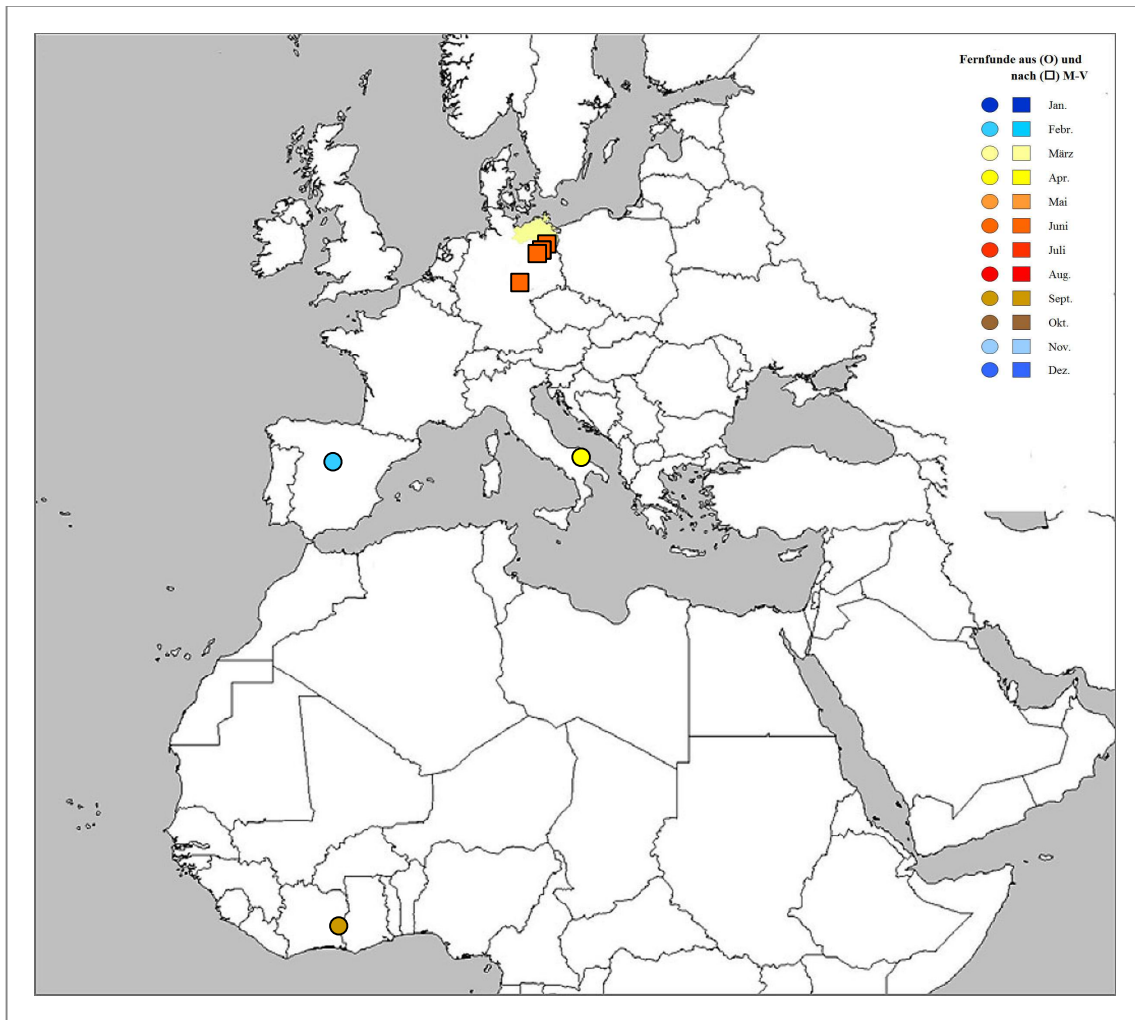 Fernfunde aus (O) und
nach (□) M-V
Jan.
Febr.
März
Apr.
Mai
Juni
Juli
Aug.
Sept.
Okt.
Nov.
Dez.